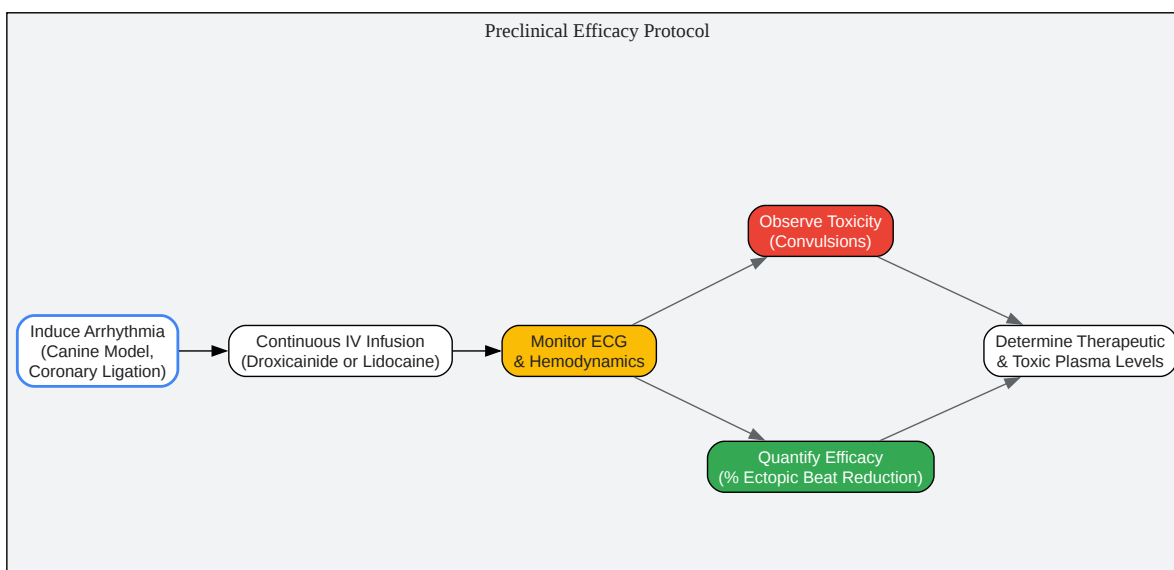 Preclinical Efficacy Protocol
Induce Arrhythmia
(Canine Model,
Coronary Ligation)
Continuous IV Infusion
(Droxicainide or Lidocaine)
Monitor ECG
& Hemodynamics
Observe Toxicity
(Convulsions)
Quantify Efficacy
(% Ectopic Beat Reduction)
Determine Therapeutic
& Toxic Plasma Levels